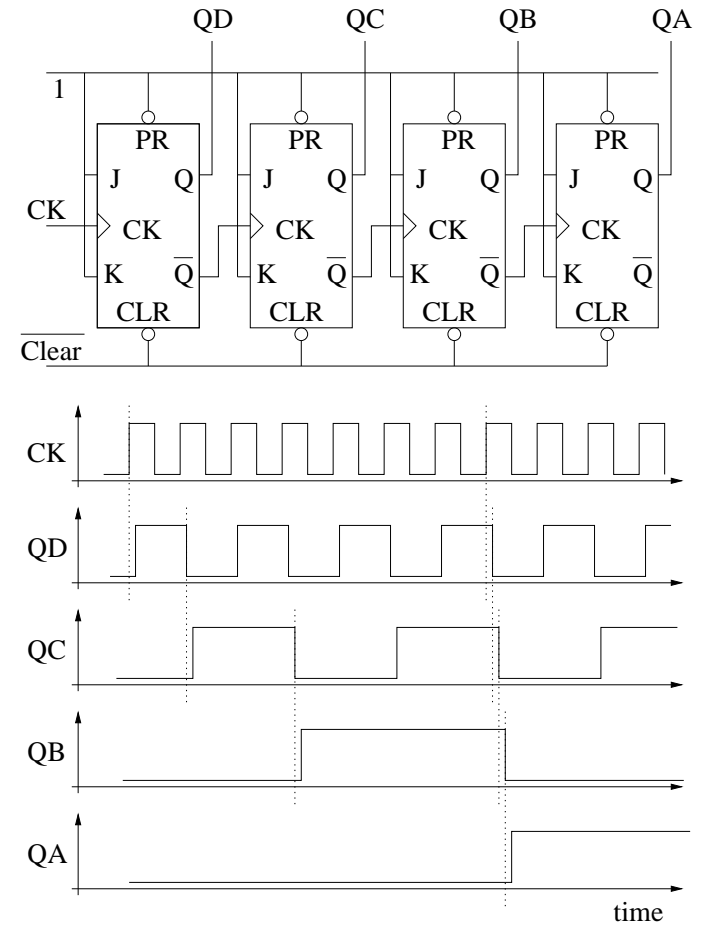 QD QC QB QA
1
PR PR PR PR
J Q J Q J Q J Q
CK CK CK CK CK
K Q̅ K Q̅ K Q̅ K Q̅
CLR CLR CLR CLR
C̅l̅e̅a̅r̅
CK
QD
QC
QB
QA
time